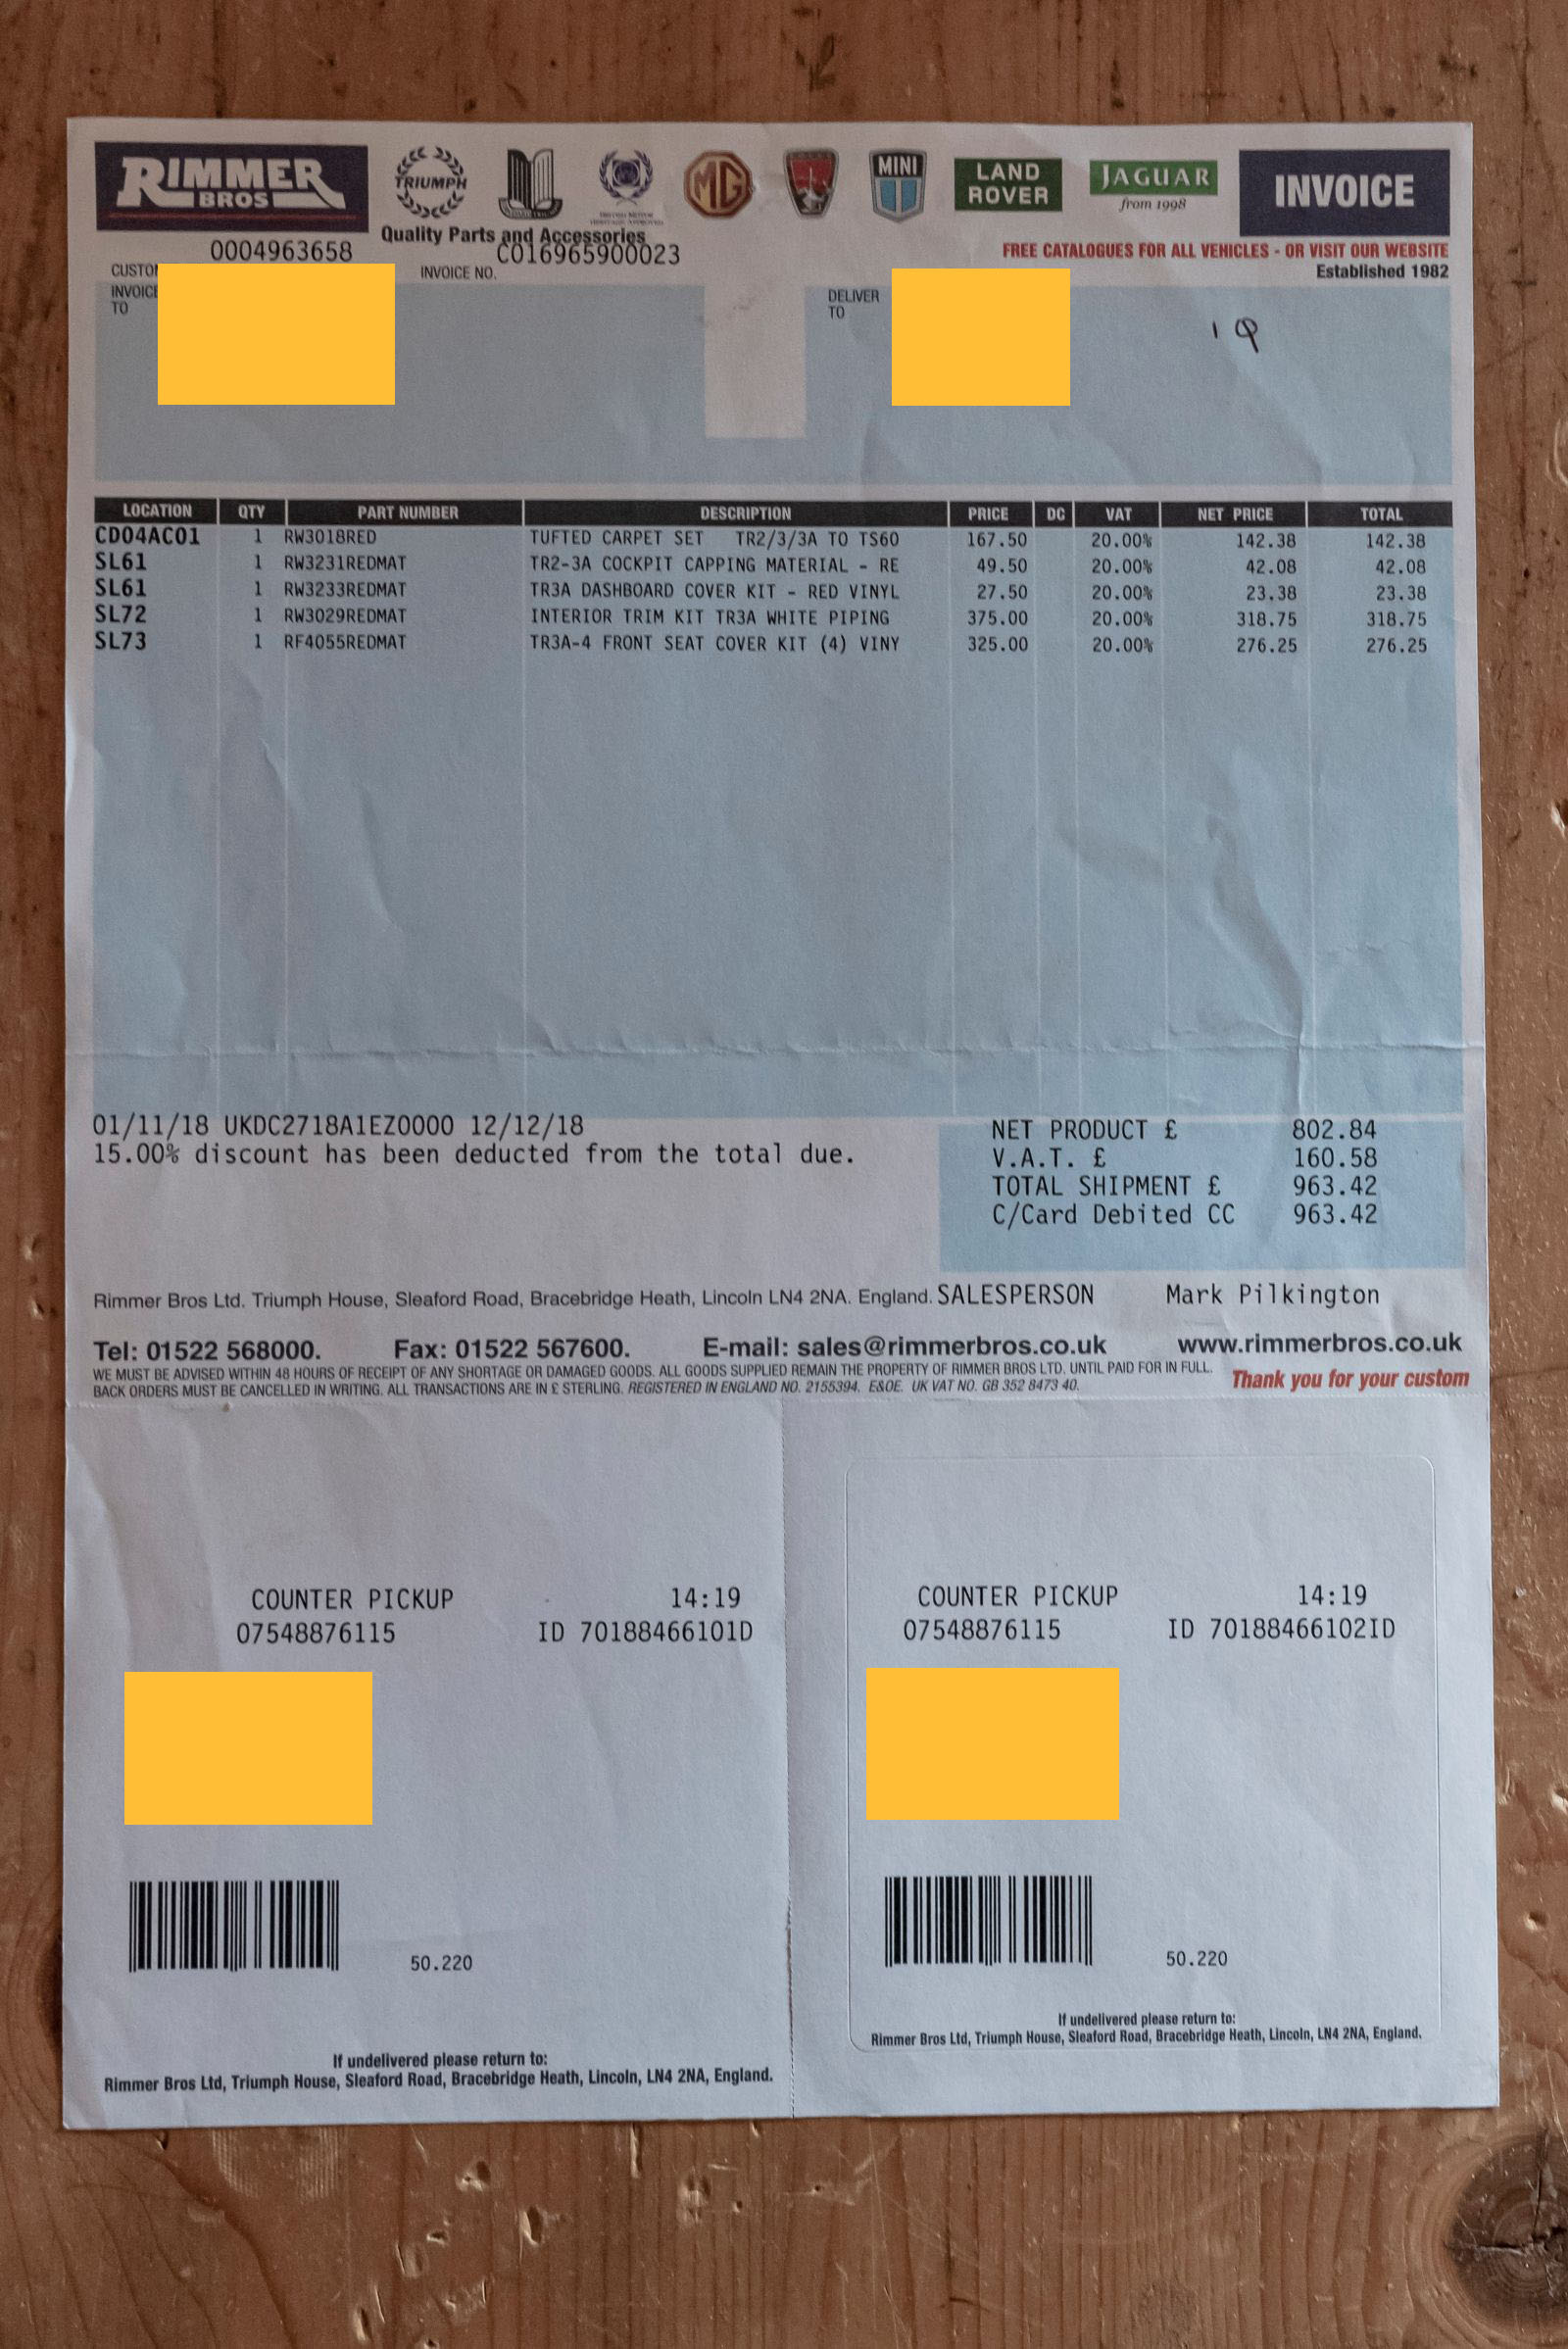 RIMMER BROS
TRIUMPH
MG
MINI
LAND ROVER
JAGUAR
from 1998
INVOICE
Quality Parts and Accessories
0004963658
C016965900023
FREE CATALOGUES FOR ALL VEHICLES - OR VISIT OUR WEBSITE
Established 1982
INVOICE NO.
INVOICE TO
DELIVER TO
19
LOCATION QTY PART NUMBER DESCRIPTION PRICE DC VAT NET PRICE TOTAL
CD04AC01 1 RW3018RED TUFTED CARPET SET TR2/3/3A TO TS60 167.50 20.00% 142.38 142.38
SL61 1 RW3231REDMAT TR2-3A COCKPIT CAPPING MATERIAL - RE 49.50 20.00% 42.08 42.08
SL61 1 RW3233REDMAT TR3A DASHBOARD COVER KIT - RED VINYL 27.50 20.00% 23.38 23.38
SL72 1 RW3029REDMAT INTERIOR TRIM KIT TR3A WHITE PIPING 375.00 20.00% 318.75 318.75
SL73 1 RF4055REDMAT TR3A-4 FRONT SEAT COVER KIT (4) VINY 325.00 20.00% 276.25 276.25
01/11/18 UKDC2718A1EZ0000 12/12/18
15.00% discount has been deducted from the total due.
NET PRODUCT £ 802.84
V.A.T. £ 160.58
TOTAL SHIPMENT £ 963.42
C/Card Debited CC 963.42
Rimmer Bros Ltd. Triumph House, Sleaford Road, Bracebridge Heath, Lincoln LN4 2NA. England. SALESPERSON Mark Pilkington
Tel: 01522 568000. Fax: 01522 567600. E-mail: sales@rimmerbros.co.uk www.rimmerbros.co.uk
WE MUST BE ADVISED WITHIN 48 HOURS OF RECEIPT OF ANY SHORTAGE OR DAMAGED GOODS. ALL GOODS SUPPLIED REMAIN THE PROPERTY OF RIMMER BROS LTD. UNTIL PAID FOR IN FULL.
BACK ORDERS MUST BE CANCELLED IN WRITING. ALL TRANSACTIONS ARE IN £ STERLING. REGISTERED IN ENGLAND NO. 2155394. E&OE. UK VAT NO. GB 352 8473 40.
Thank you for your custom
COUNTER PICKUP 14:19
07548876115 ID 70188466101D
50.220
If undelivered please return to:
Rimmer Bros Ltd, Triumph House, Sleaford Road, Bracebridge Heath, Lincoln, LN4 2NA, England.
COUNTER PICKUP 14:19
07548876115 ID 70188466102ID
50.220
If undelivered please return to:
Rimmer Bros Ltd, Triumph House, Sleaford Road, Bracebridge Heath, Lincoln, LN4 2NA, England.